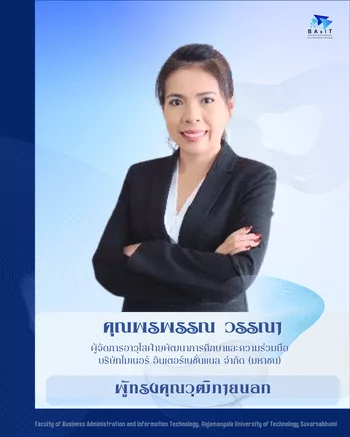 BAsIT
คุณพรพรรณ วรรณา
ผู้จัดการอาวุโสฝ่ายพัฒนาการศึกษาและความร่วมมือ
บริษัทไมเนอร์ อินเตอร์เนชั่นแนล จำกัด (มหาชน)
ผู้ทรงคุณวุฒิภายนอก
Faculty of Business Administration and Information Technology, Rajamangala University of Technology Suvarnabhumi